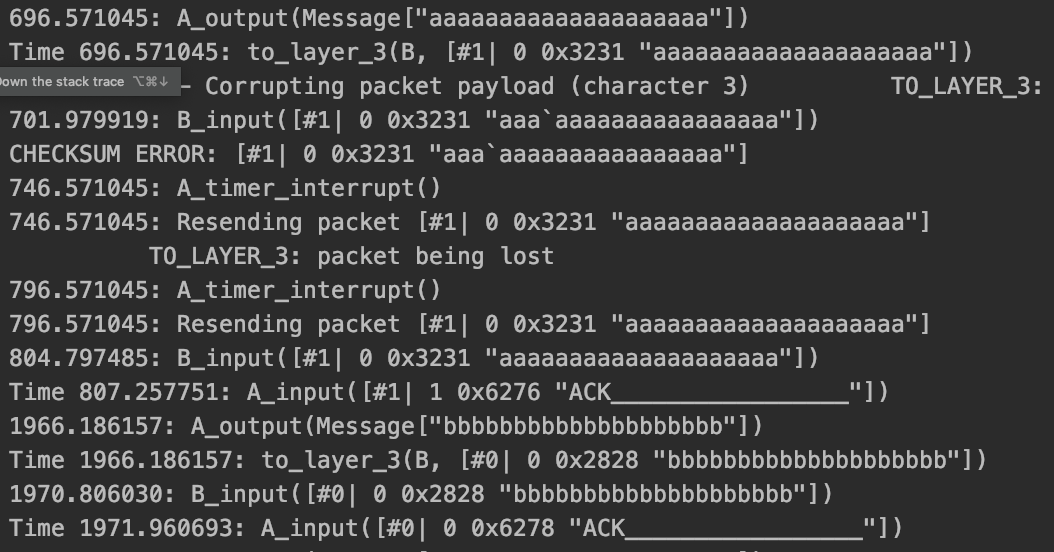 696.571045: A_output(Message["aaaaaaaaaaaaaaaaaaaa"])
Time 696.571045: to_layer_3(B, [#1| 0 0x3231 "aaaaaaaaaaaaaaaaaaaa"])
Down the stack trace ⌥⌘↓ - Corrupting packet payload (character 3) TO_LAYER_3:
701.979919: B_input([#1| 0 0x3231 "aaa`aaaaaaaaaaaaaaaa"])
CHECKSUM ERROR: [#1| 0 0x3231 "aaa`aaaaaaaaaaaaaaaa"]
746.571045: A_timer_interrupt()
746.571045: Resending packet [#1| 0 0x3231 "aaaaaaaaaaaaaaaaaaaa"]
TO_LAYER_3: packet being lost
796.571045: A_timer_interrupt()
796.571045: Resending packet [#1| 0 0x3231 "aaaaaaaaaaaaaaaaaaaa"]
804.797485: B_input([#1| 0 0x3231 "aaaaaaaaaaaaaaaaaaaa"])
Time 807.257751: A_input([#1| 1 0x6276 "ACK_________________"])
1966.186157: A_output(Message["bbbbbbbbbbbbbbbbbbbb"])
Time 1966.186157: to_layer_3(B, [#0| 0 0x2828 "bbbbbbbbbbbbbbbbbbbb"])
1970.806030: B_input([#0| 0 0x2828 "bbbbbbbbbbbbbbbbbbbb"])
Time 1971.960693: A_input([#0| 0 0x6278 "ACK_________________"])